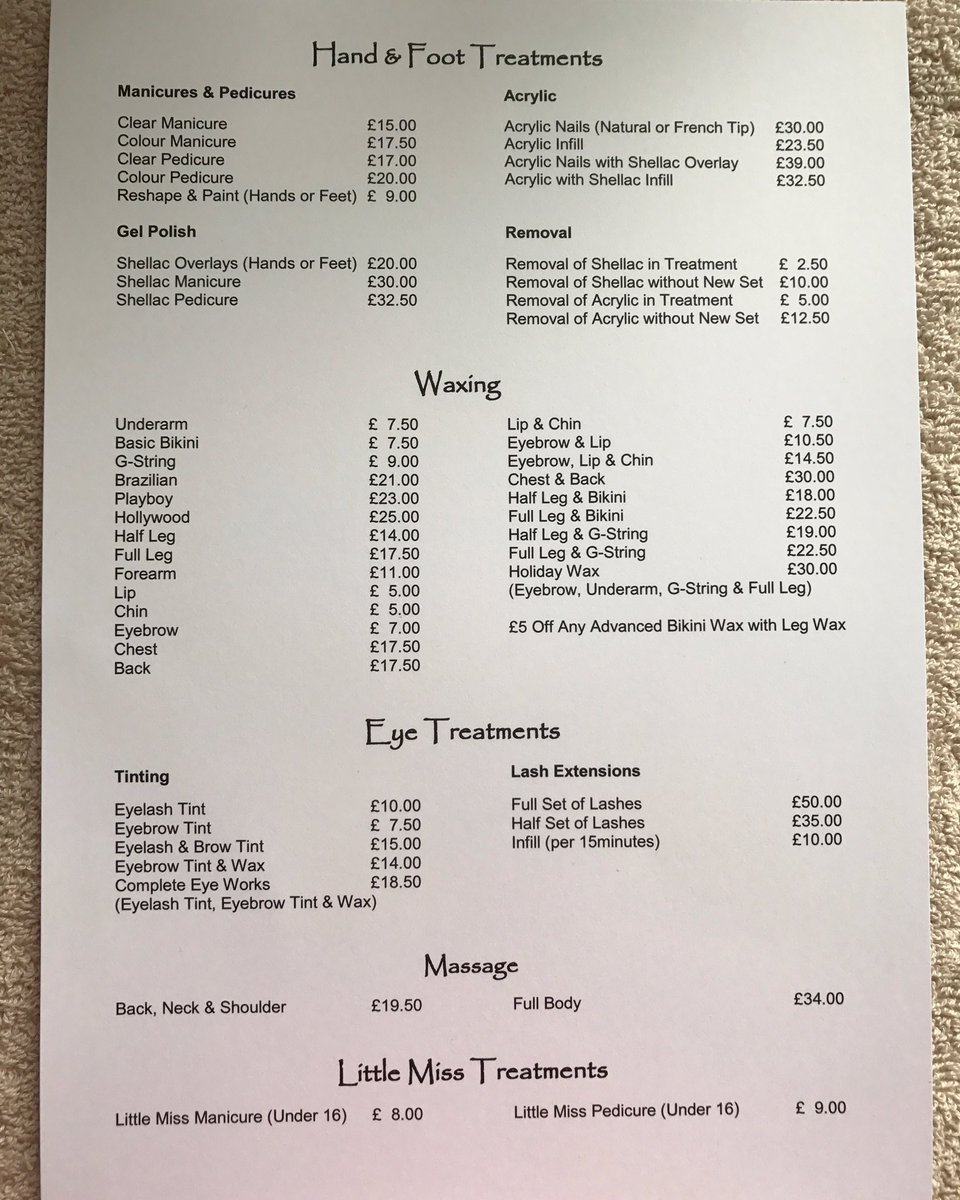 Hand & Foot Treatments
Manicures & Pedicures
Clear Manicure £15.00
Colour Manicure £17.50
Clear Pedicure £17.00
Colour Pedicure £20.00
Reshape & Paint (Hands or Feet) £ 9.00
Gel Polish
Shellac Overlays (Hands or Feet) £20.00
Shellac Manicure £30.00
Shellac Pedicure £32.50
Acrylic
Acrylic Nails (Natural or French Tip) £30.00
Acrylic Infill £23.50
Acrylic Nails with Shellac Overlay £39.00
Acrylic with Shellac Infill £32.50
Removal
Removal of Shellac in Treatment £ 2.50
Removal of Shellac without New Set £10.00
Removal of Acrylic in Treatment £ 5.00
Removal of Acrylic without New Set £12.50
Waxing
Underarm £ 7.50
Basic Bikini £ 7.50
G-String £ 9.00
Brazilian £21.00
Playboy £23.00
Hollywood £25.00
Half Leg £14.00
Full Leg £17.50
Forearm £11.00
Lip £ 5.00
Chin £ 5.00
Eyebrow £ 7.00
Chest £17.50
Back £17.50
Lip & Chin £ 7.50
Eyebrow & Lip £10.50
Eyebrow, Lip & Chin £14.50
Chest & Back £30.00
Half Leg & Bikini £18.00
Full Leg & Bikini £22.50
Half Leg & G-String £19.00
Full Leg & G-String £22.50
Holiday Wax £30.00
(Eyebrow, Underarm, G-String & Full Leg)
£5 Off Any Advanced Bikini Wax with Leg Wax
Eye Treatments
Tinting
Eyelash Tint £10.00
Eyebrow Tint £ 7.50
Eyelash & Brow Tint £15.00
Eyebrow Tint & Wax £14.00
Complete Eye Works £18.50
(Eyelash Tint, Eyebrow Tint & Wax)
Lash Extensions
Full Set of Lashes £50.00
Half Set of Lashes £35.00
Infill (per 15minutes) £10.00
Massage
Back, Neck & Shoulder £19.50
Full Body £34.00
Little Miss Treatments
Little Miss Manicure (Under 16) £ 8.00
Little Miss Pedicure (Under 16) £ 9.00